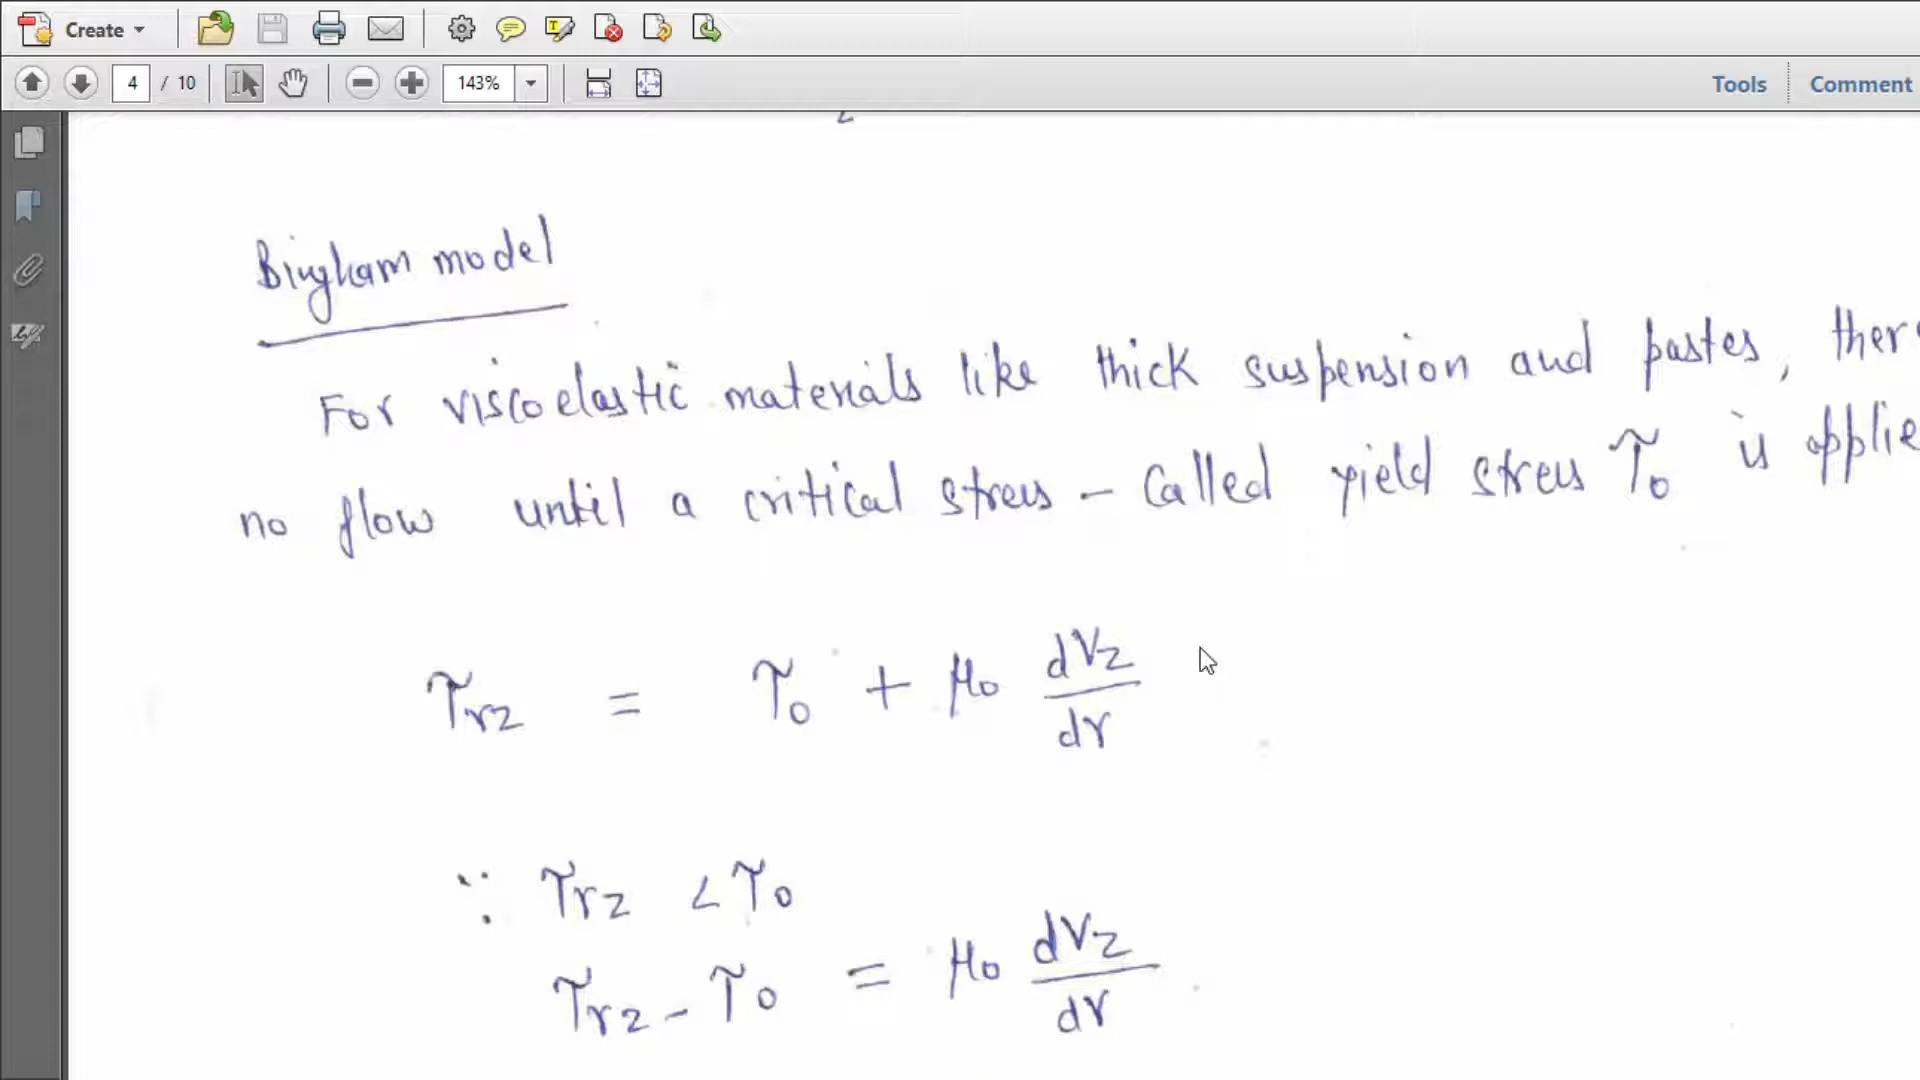 Create
4 / 10
143%
Tools
Comment
Bingham model
For viscoelastic materials like thick suspension and pastes, ther
no flow until a critical stress - called yield stress τ₀ is applie
τrz = τ₀ + μ₀ dVz/dr
∵ τrz < τ₀
τrz - τ₀ = μ₀ dVz/dr